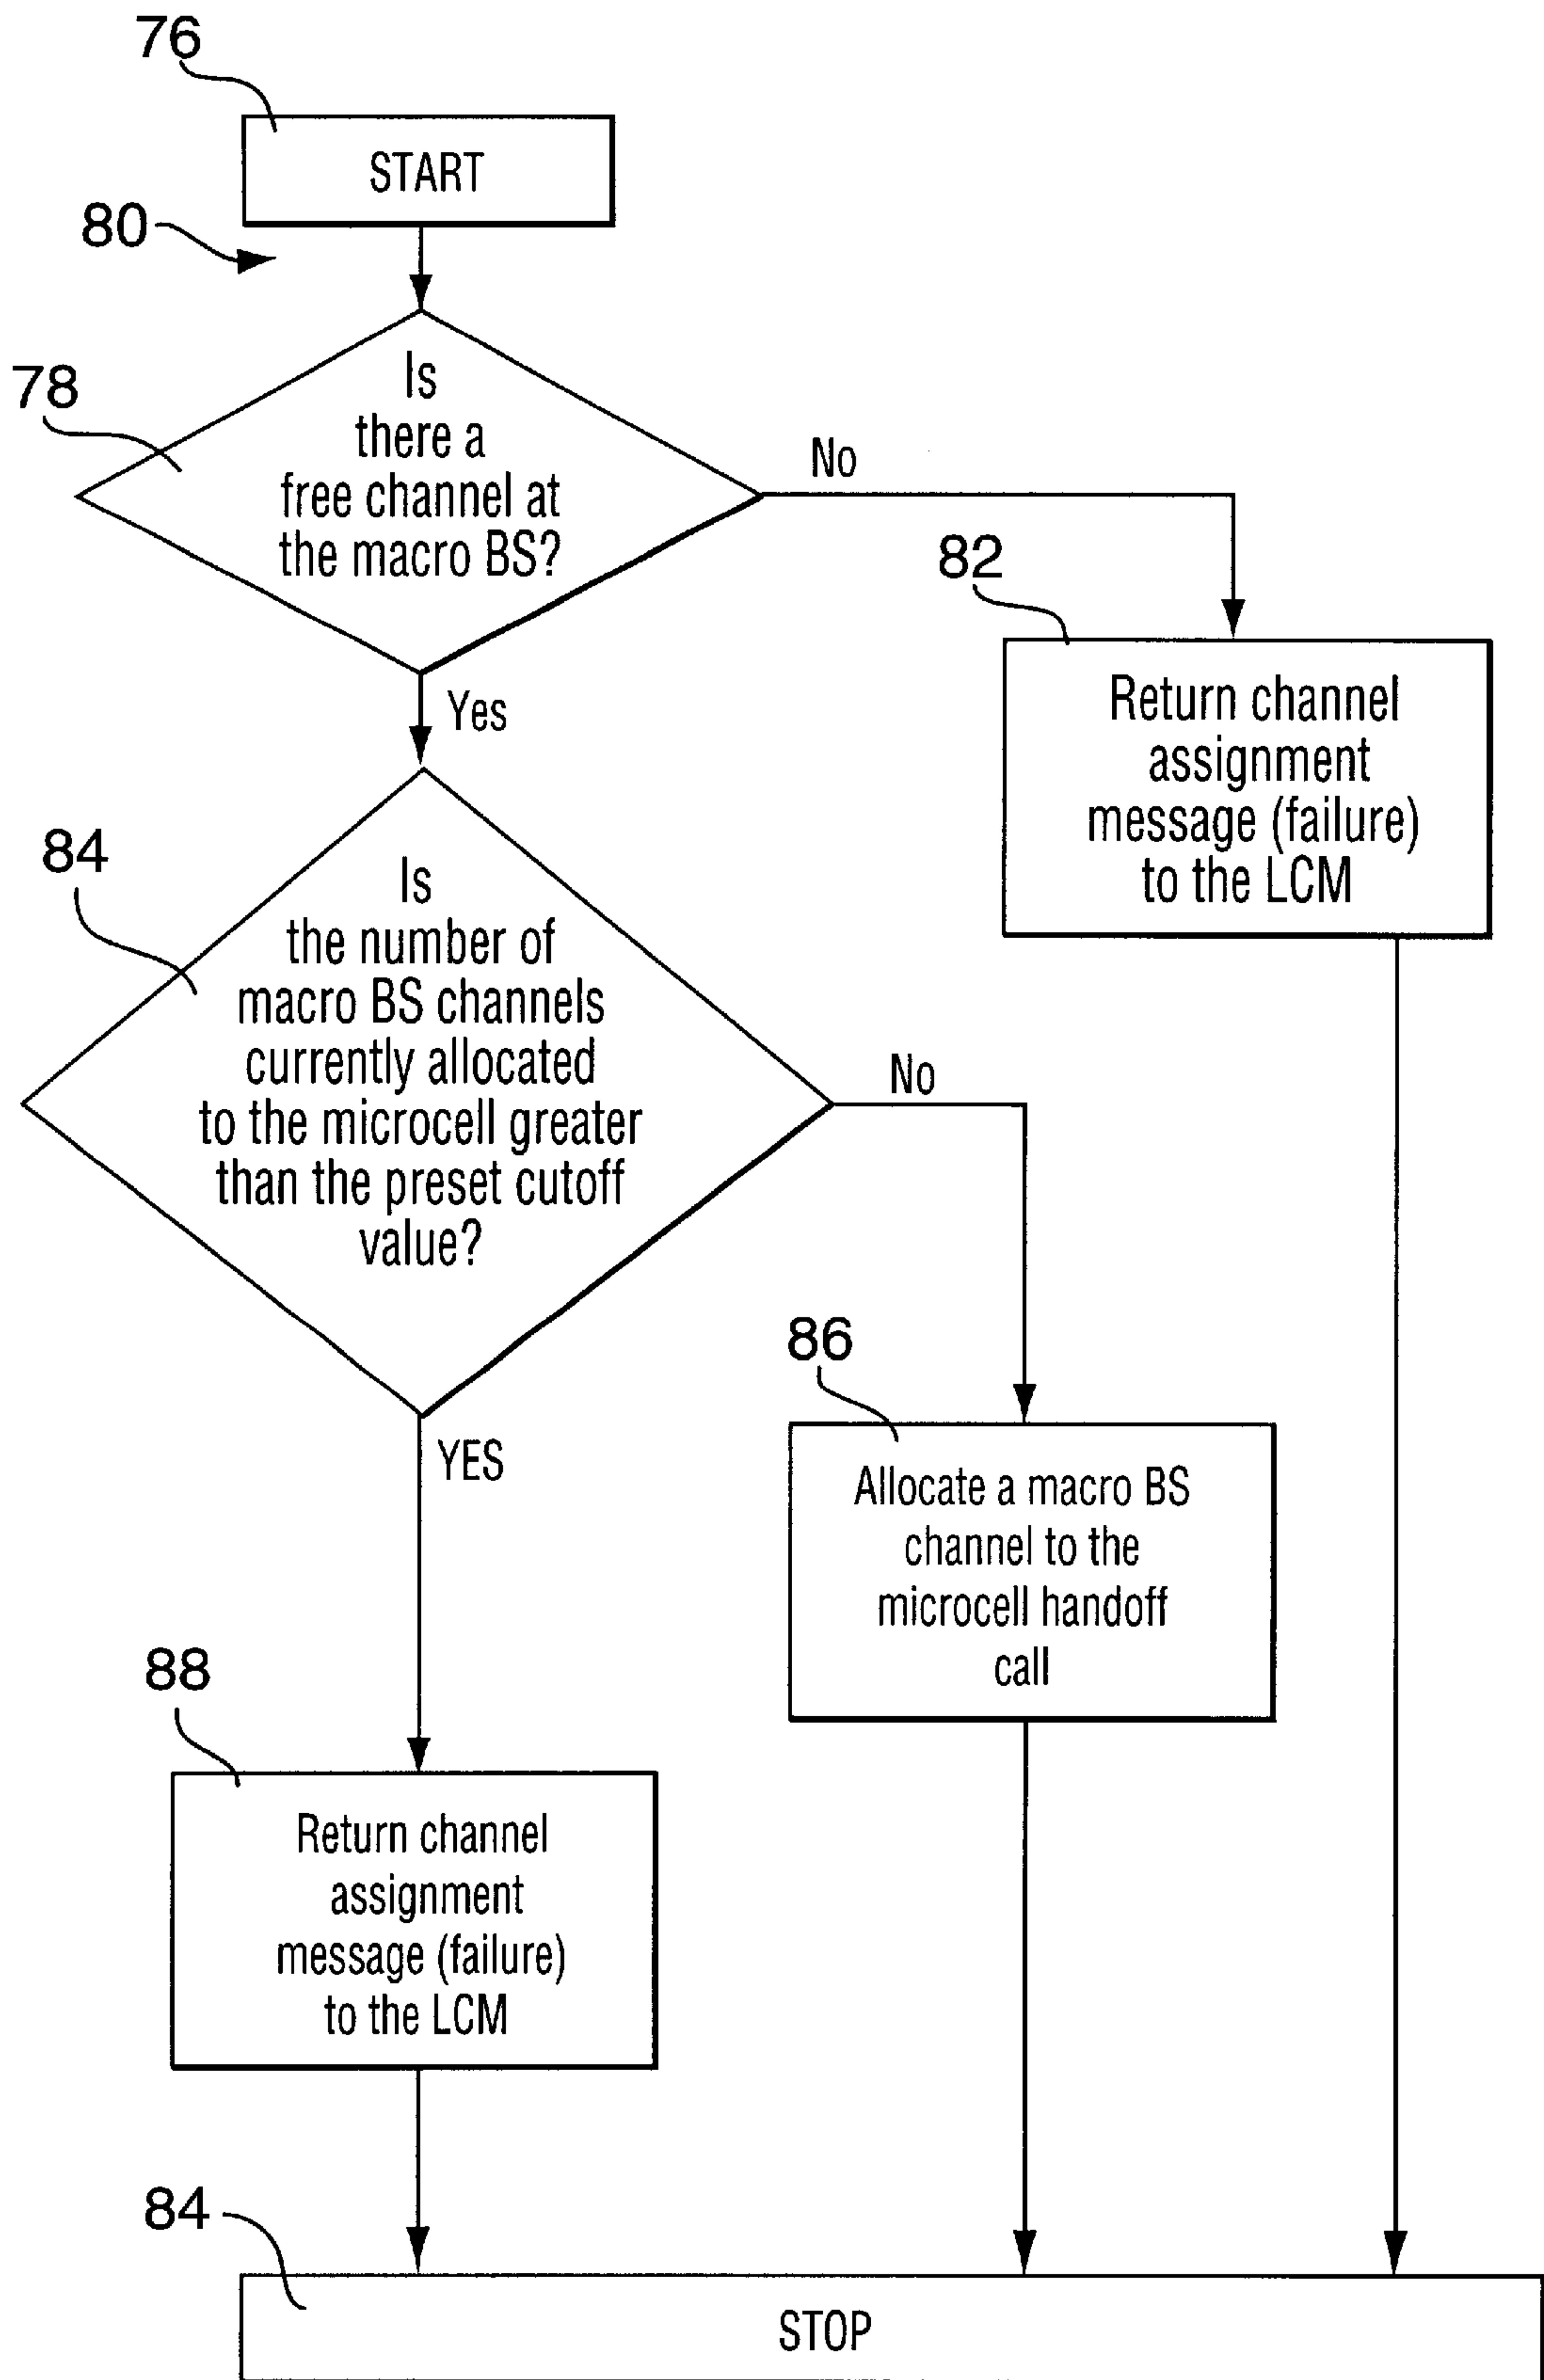 76
START
80
78
Is
there a
free channel at
the macro BS?
No
Yes
82
Return channel
assignment
message (failure)
to the LCM
84
Is
the number of
macro BS channels
currently allocated
to the microcell greater
than the preset cutoff
value?
No
YES
86
Allocate a macro BS
channel to the
microcell handoff
call
88
Return channel
assignment
message (failure)
to the LCM
84
STOP